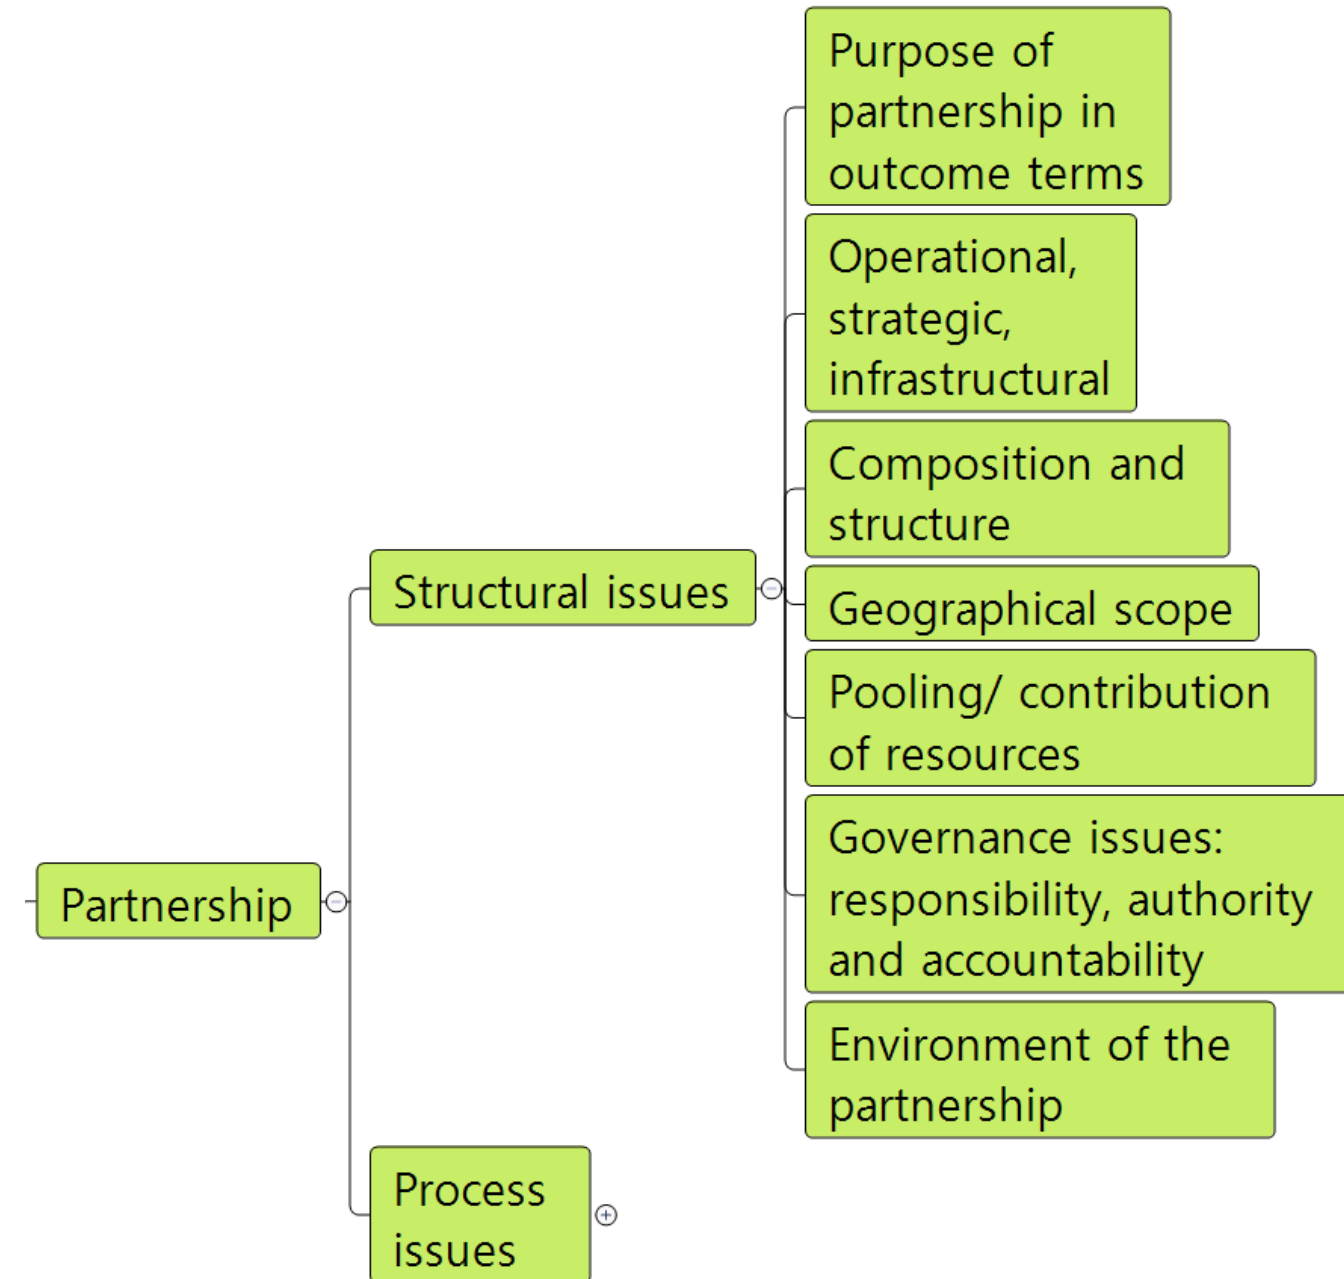 Purpose of
partnership in
outcome terms
Operational,
strategic,
infrastructural
Composition and
structure
Structural issues
Geographical scope
Pooling/ contribution
of resources
Governance issues:
responsibility, authority
and accountability
Partnership
Environment of the
partnership
Process
issues